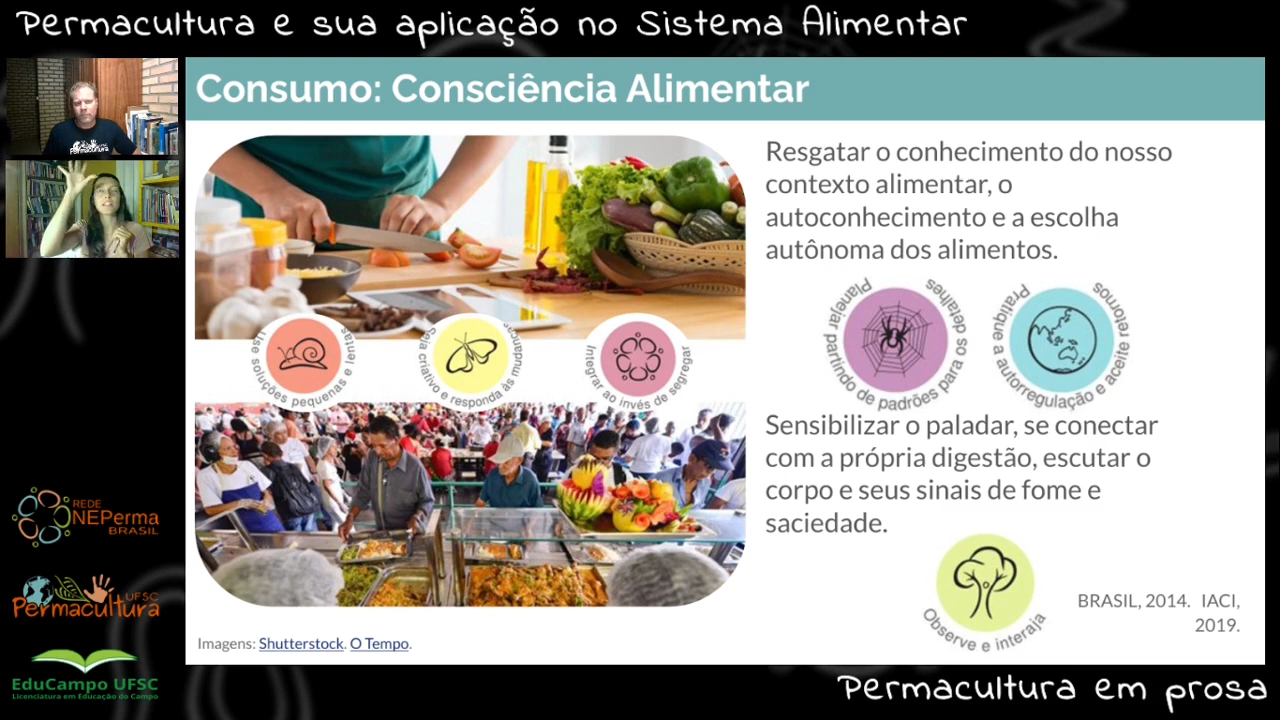 Permacultura e sua aplicação no Sistema Alimentar
Consumo: Consciência Alimentar
Resgatar o conhecimento do nosso
contexto alimentar, o
autoconhecimento e a escolha
autônoma dos alimentos.
Use soluções pequenas e lentas
Seja criativo e responda às mudanças
Integrar ao invés de segregar
Planejar partindo de padrões para os detalhes
Pratique a autorregulação e aceite retornos
Sensibilizar o paladar, se conectar
com a própria digestão, escutar o
corpo e seus sinais de fome e
saciedade.
Observe e interaja
BRASIL, 2014. IACI,
2019.
Imagens: Shutterstock. O Tempo.
REDE
NEPerma
BRASIL
UFSC
Permacultura
EduCampo UFSC
Licenciatura em Educação do Campo
Permacultura em prosa